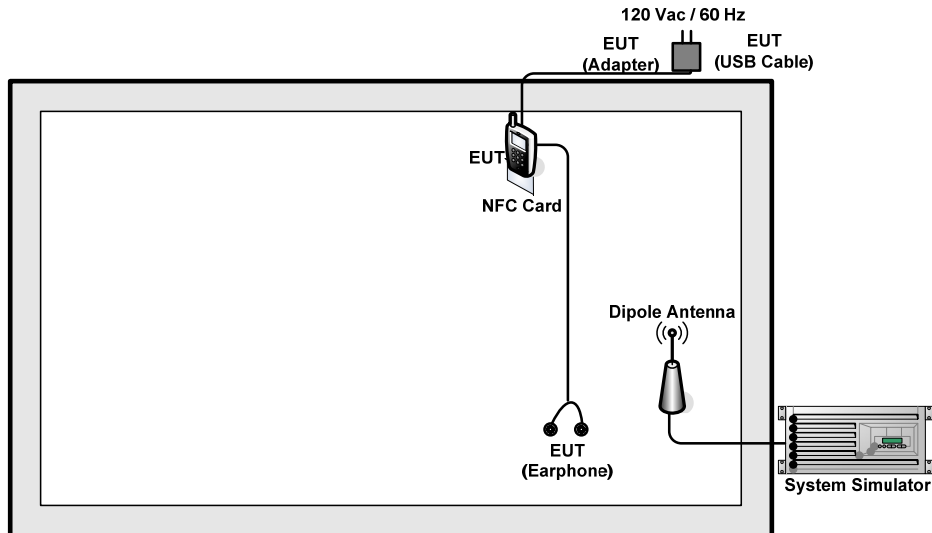 120 Vac / 60 Hz
EUT
(Adapter)
EUT
(USB Cable)
EUT
NFC Card
Dipole Antenna
EUT
(Earphone)
System Simulator